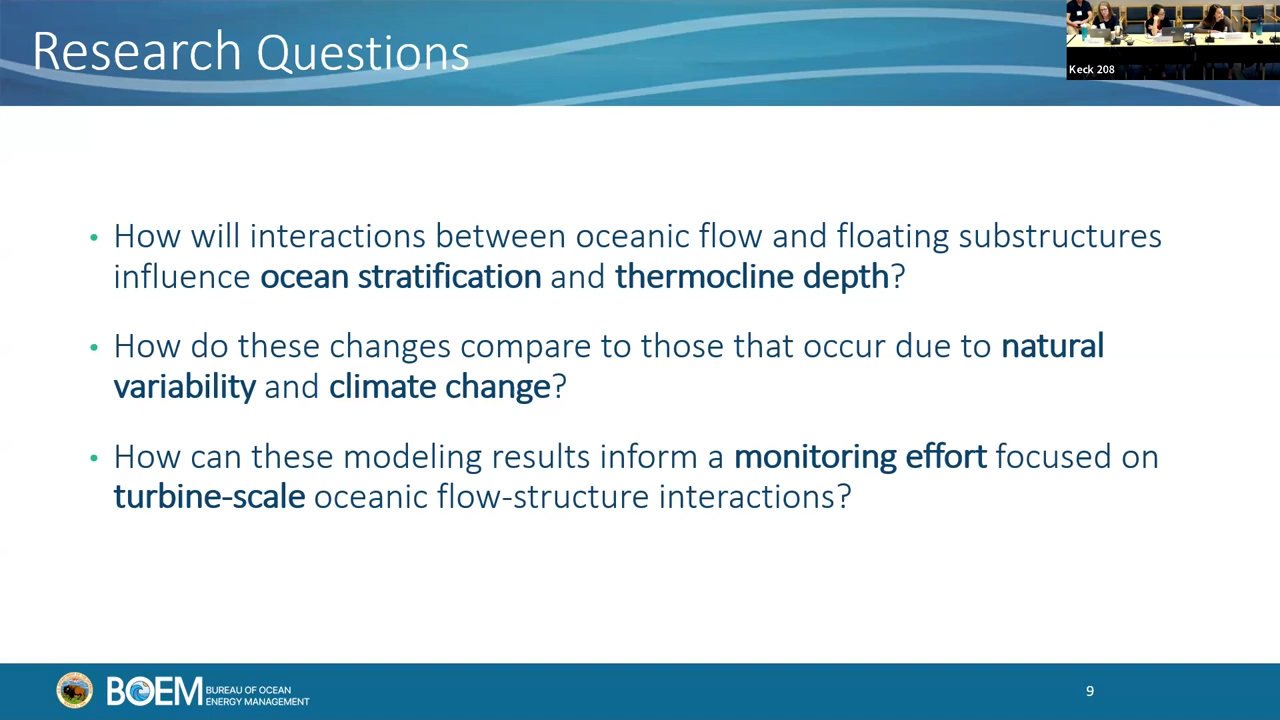 Research Questions
Keck 208
• How will interactions between oceanic flow and floating substructures
influence ocean stratification and thermocline depth?
• How do these changes compare to those that occur due to natural
variability and climate change?
• How can these modeling results inform a monitoring effort focused on
turbine-scale oceanic flow-structure interactions?
BOEM
BUREAU OF OCEAN
ENERGY MANAGEMENT
9